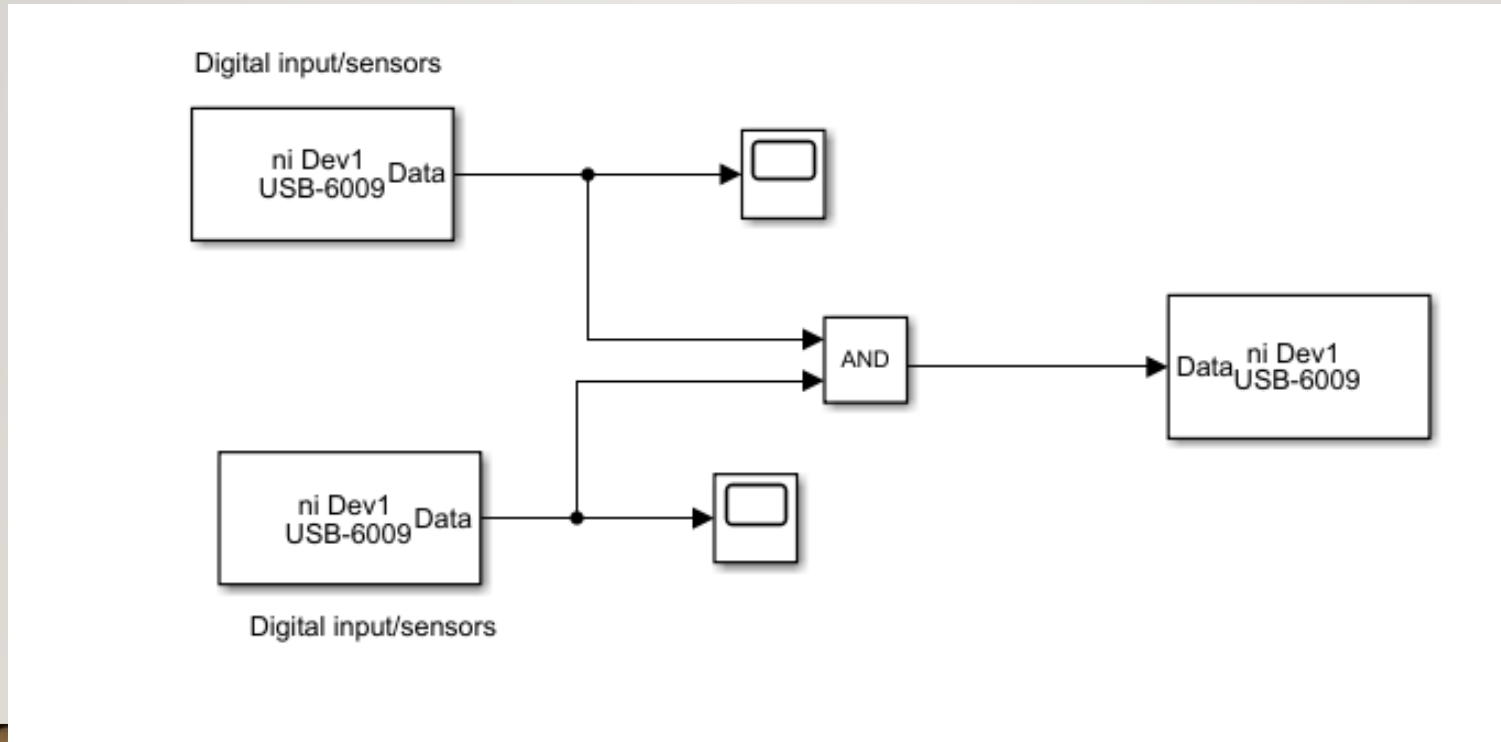 Digital input/sensors
ni Dev1
USB-6009
Data
AND
Data
ni Dev1
USB-6009
ni Dev1
USB-6009
Data
Digital input/sensors